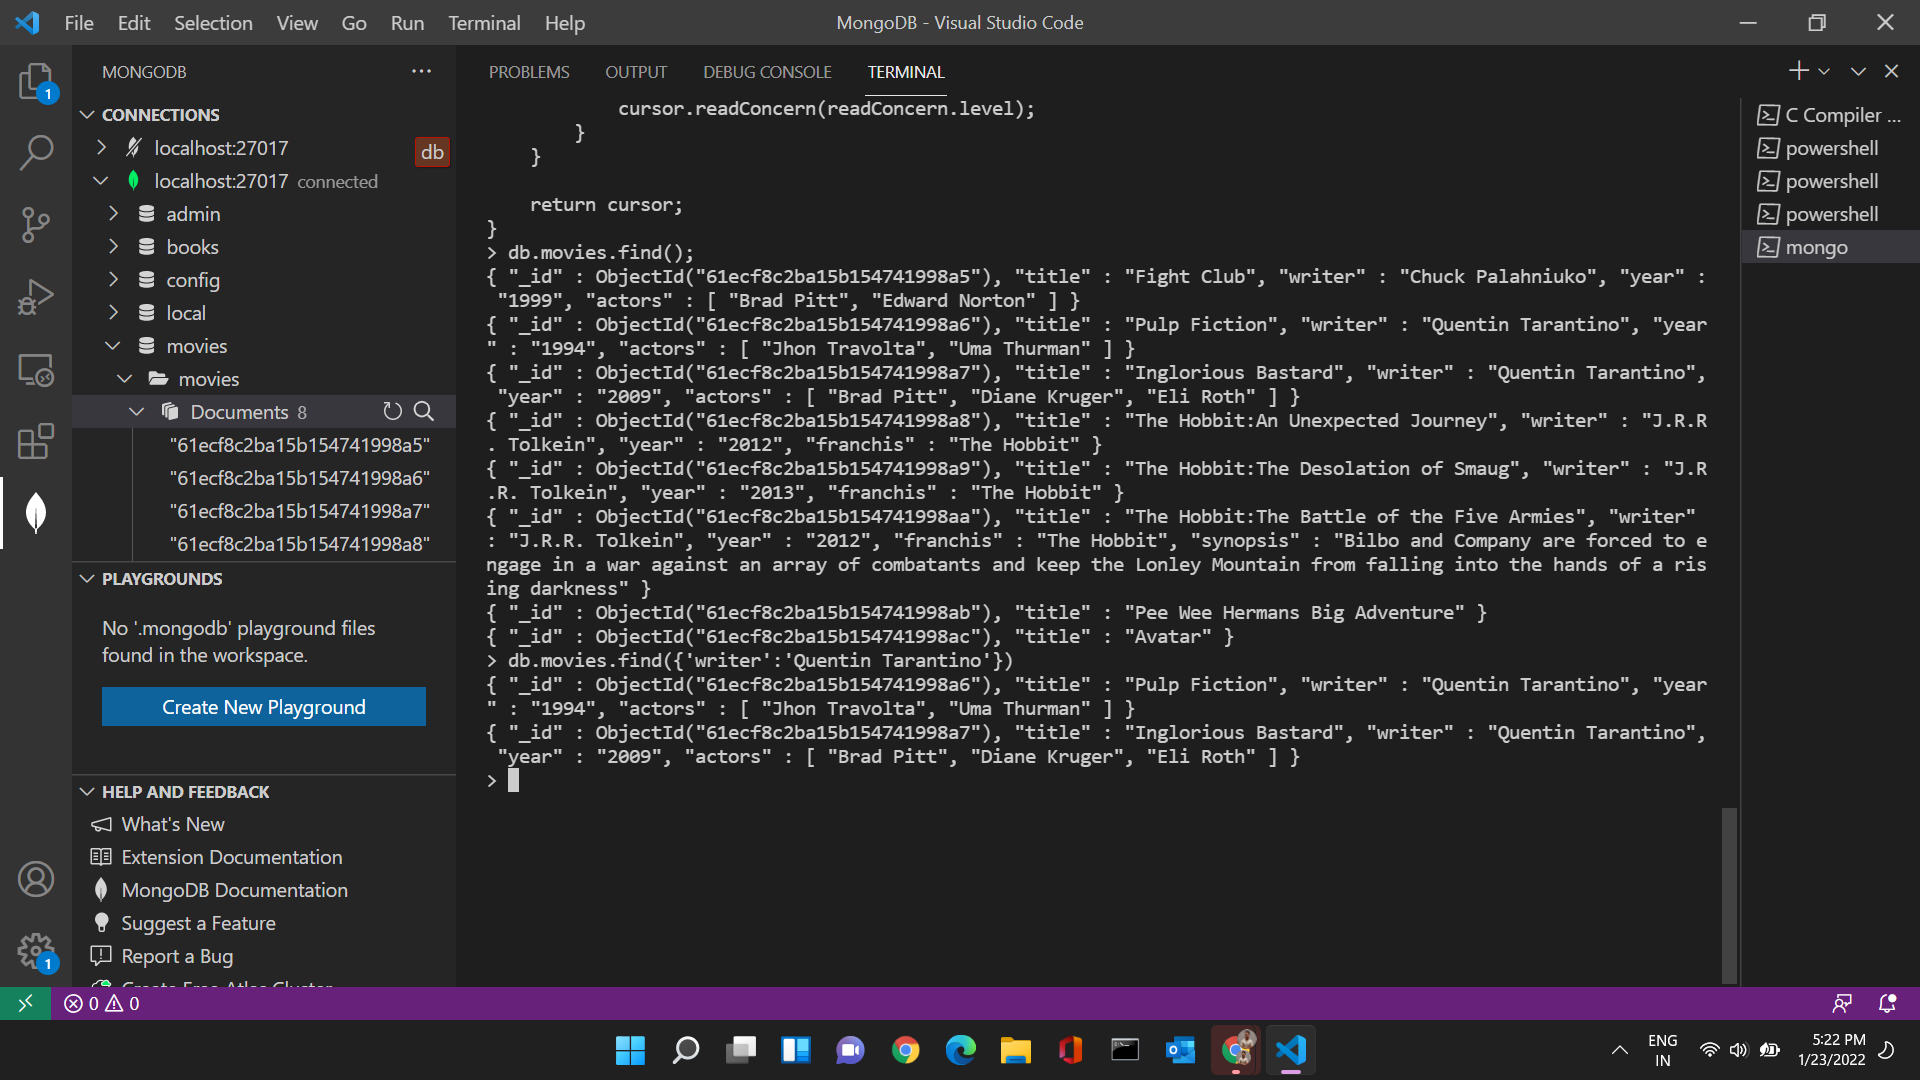 File Edit Selection View Go Run Terminal Help
MongoDB - Visual Studio Code
MONGODB
PROBLEMS OUTPUT DEBUG CONSOLE TERMINAL
1
CONNECTIONS
localhost:27017
db
localhost:27017 connected
admin
books
config
local
movies
movies
Documents 8
"61ecf8c2ba15b154741998a5"
"61ecf8c2ba15b154741998a6"
"61ecf8c2ba15b154741998a7"
"61ecf8c2ba15b154741998a8"
PLAYGROUNDS
No '.mongodb' playground files
found in the workspace.
Create New Playground
HELP AND FEEDBACK
What's New
Extension Documentation
MongoDB Documentation
Suggest a Feature
Report a Bug
Create Free Atlas Cluster
1
cursor.readConcern(readConcern.level);
}
}
return cursor;
}
> db.movies.find();
{ "_id" : ObjectId("61ecf8c2ba15b154741998a5"), "title" : "Fight Club", "writer" : "Chuck Palahniuko", "year" :
"1999", "actors" : [ "Brad Pitt", "Edward Norton" ] }
{ "_id" : ObjectId("61ecf8c2ba15b154741998a6"), "title" : "Pulp Fiction", "writer" : "Quentin Tarantino", "year
" : "1994", "actors" : [ "Jhon Travolta", "Uma Thurman" ] }
{ "_id" : ObjectId("61ecf8c2ba15b154741998a7"), "title" : "Inglorious Bastard", "writer" : "Quentin Tarantino",
"year" : "2009", "actors" : [ "Brad Pitt", "Diane Kruger", "Eli Roth" ] }
{ "_id" : ObjectId("61ecf8c2ba15b154741998a8"), "title" : "The Hobbit:An Unexpected Journey", "writer" : "J.R.R
. Tolkein", "year" : "2012", "franchis" : "The Hobbit" }
{ "_id" : ObjectId("61ecf8c2ba15b154741998a9"), "title" : "The Hobbit:The Desolation of Smaug", "writer" : "J.R
.R. Tolkein", "year" : "2013", "franchis" : "The Hobbit" }
{ "_id" : ObjectId("61ecf8c2ba15b154741998aa"), "title" : "The Hobbit:The Battle of the Five Armies", "writer"
: "J.R.R. Tolkein", "year" : "2012", "franchis" : "The Hobbit", "synopsis" : "Bilbo and Company are forced to e
ngage in a war against an array of combatants and keep the Lonley Mountain from falling into the hands of a ris
ing darkness" }
{ "_id" : ObjectId("61ecf8c2ba15b154741998ab"), "title" : "Pee Wee Hermans Big Adventure" }
{ "_id" : ObjectId("61ecf8c2ba15b154741998ac"), "title" : "Avatar" }
> db.movies.find({'writer':'Quentin Tarantino'})
{ "_id" : ObjectId("61ecf8c2ba15b154741998a6"), "title" : "Pulp Fiction", "writer" : "Quentin Tarantino", "year
" : "1994", "actors" : [ "Jhon Travolta", "Uma Thurman" ] }
{ "_id" : ObjectId("61ecf8c2ba15b154741998a7"), "title" : "Inglorious Bastard", "writer" : "Quentin Tarantino",
"year" : "2009", "actors" : [ "Brad Pitt", "Diane Kruger", "Eli Roth" ] }
>
C Compiler ...
powershell
powershell
powershell
mongo
0 0
ENG
IN
5:22 PM
1/23/2022